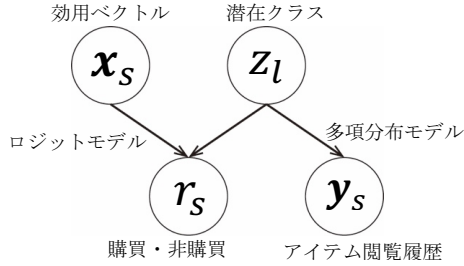 効用ベクトル 潜在クラス
x_s z_l
ロジットモデル 多項分布モデル
r_s y_s
購買・非購買 アイテム閲覧履歴